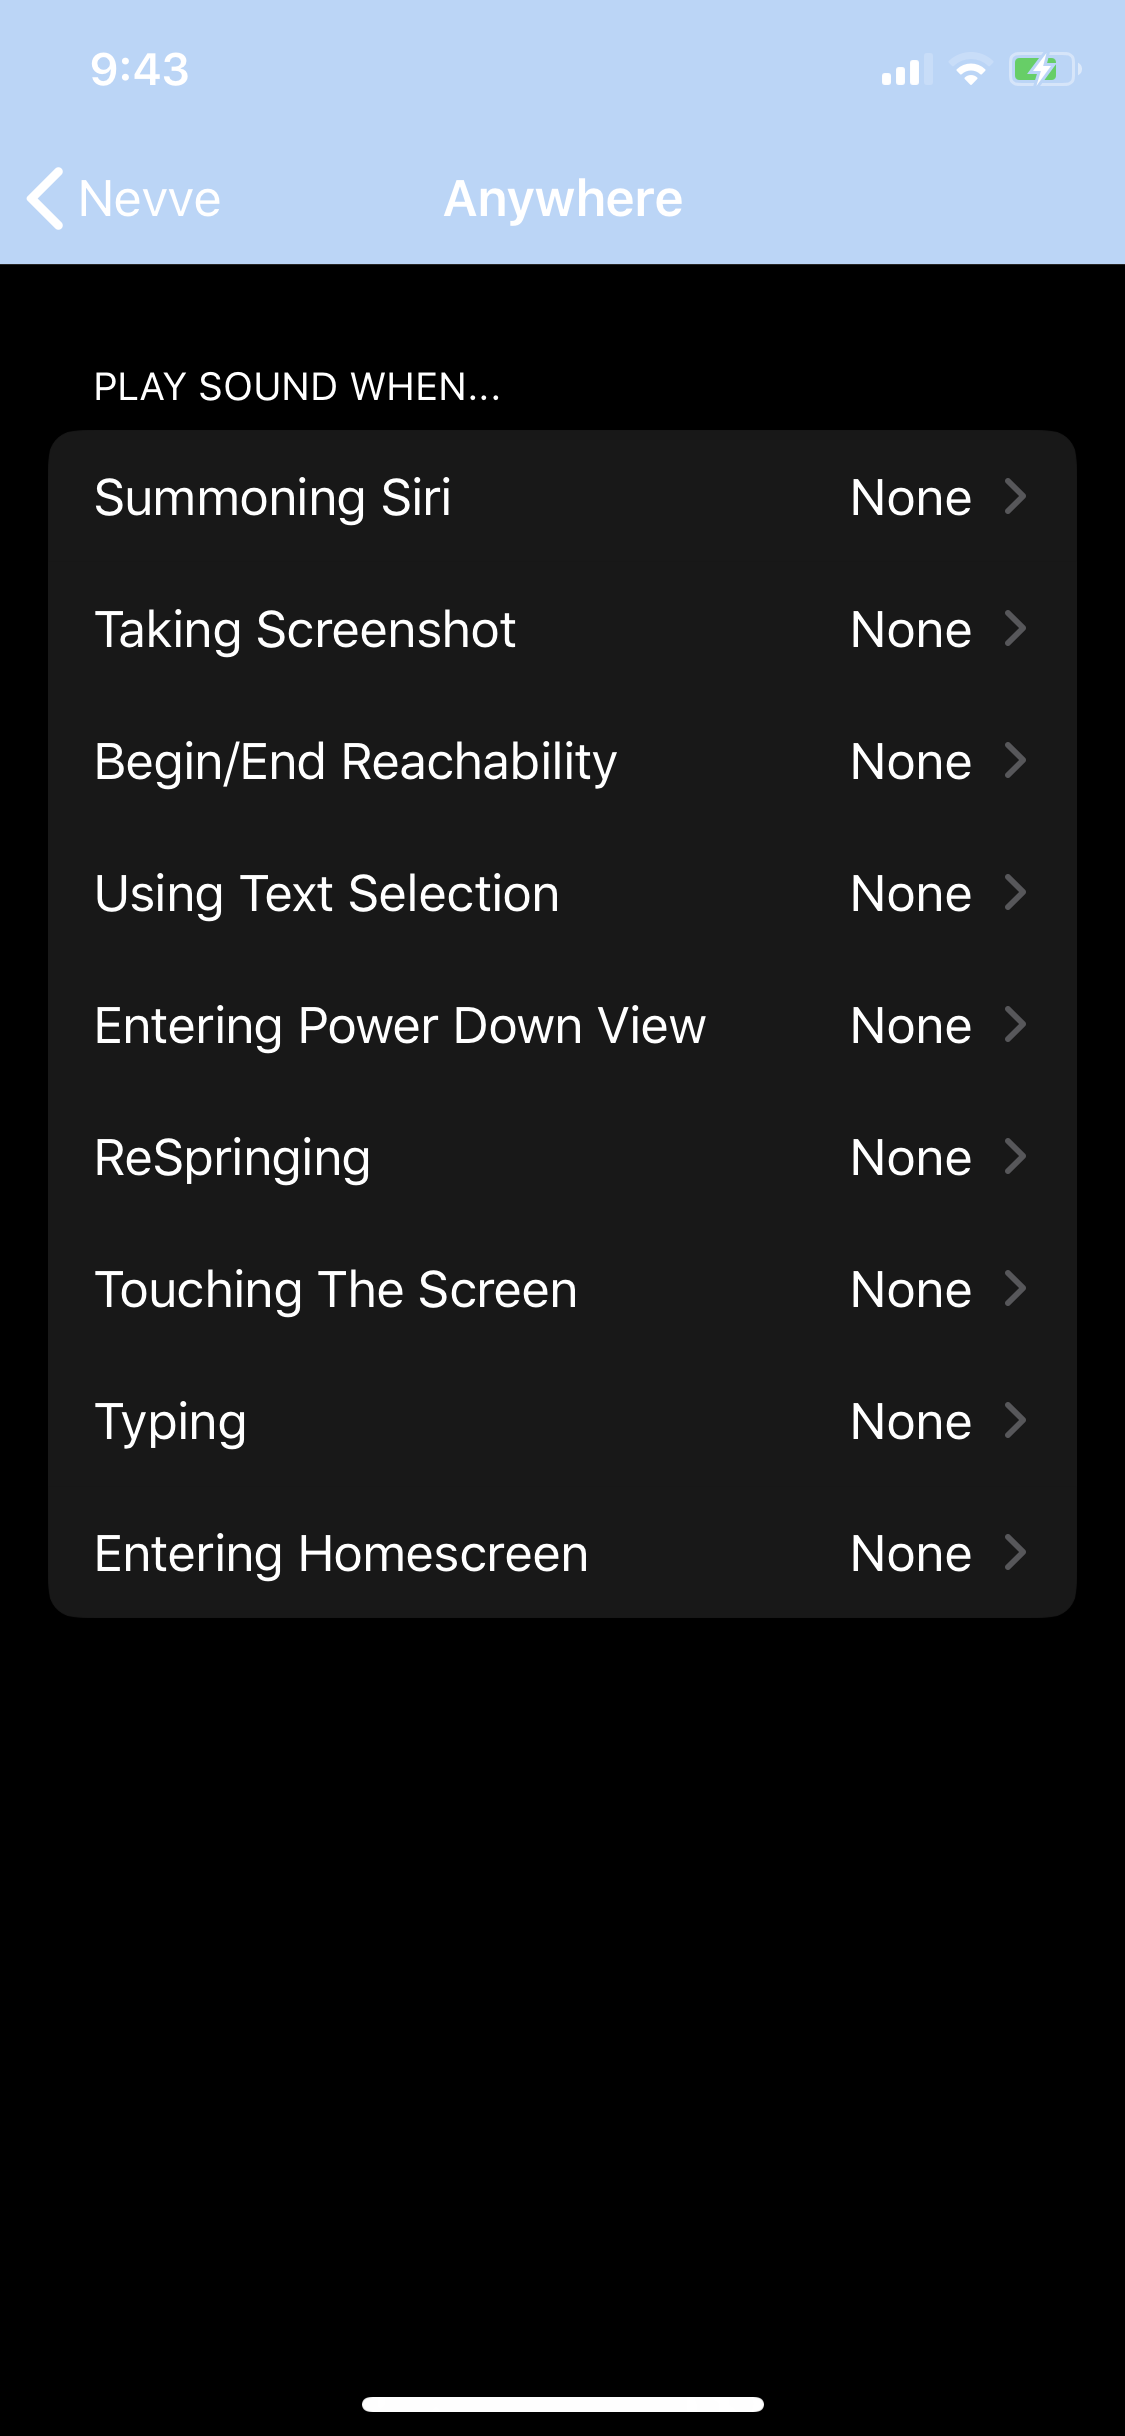 9:43
Nevve
Anywhere
PLAY SOUND WHEN...
Summoning Siri None
Taking Screenshot None
Begin/End Reachability None
Using Text Selection None
Entering Power Down View None
ReSpringing None
Touching The Screen None
Typing None
Entering Homescreen None